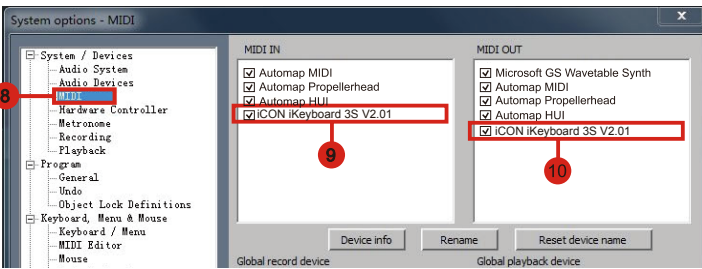 System options - MIDI
x
System / Devices
Audio System
Audio Devices
MIDI
Hardware Controller
Metronome
Recording
Playback
Program
General
Undo
Object Lock Definitions
Keyboard, Menu & Mouse
Keyboard / Menu
MIDI Editor
Mouse
8
MIDI IN
Automap MIDI
Automap Propellerhead
Automap HUI
iCON iKeyboard 3S V2.01
9
MIDI OUT
Microsoft GS Wavetable Synth
Automap MIDI
Automap Propellerhead
Automap HUI
iCON iKeyboard 3S V2.01
10
Device info
Rename
Reset device name
Global record device
Global playback device